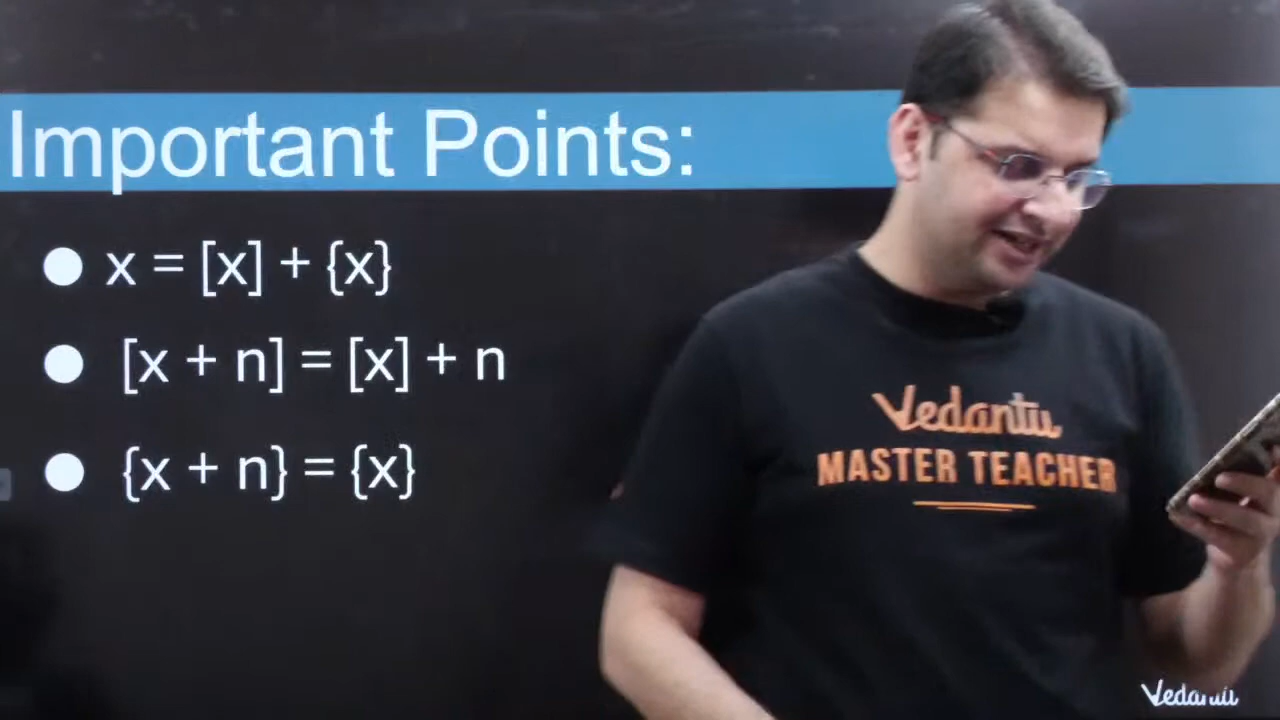 Important Points:
● x = [x] + {x}
● [x + n] = [x] + n
● {x + n} = {x}
Vedantu
MASTER TEACHER
Vedantu